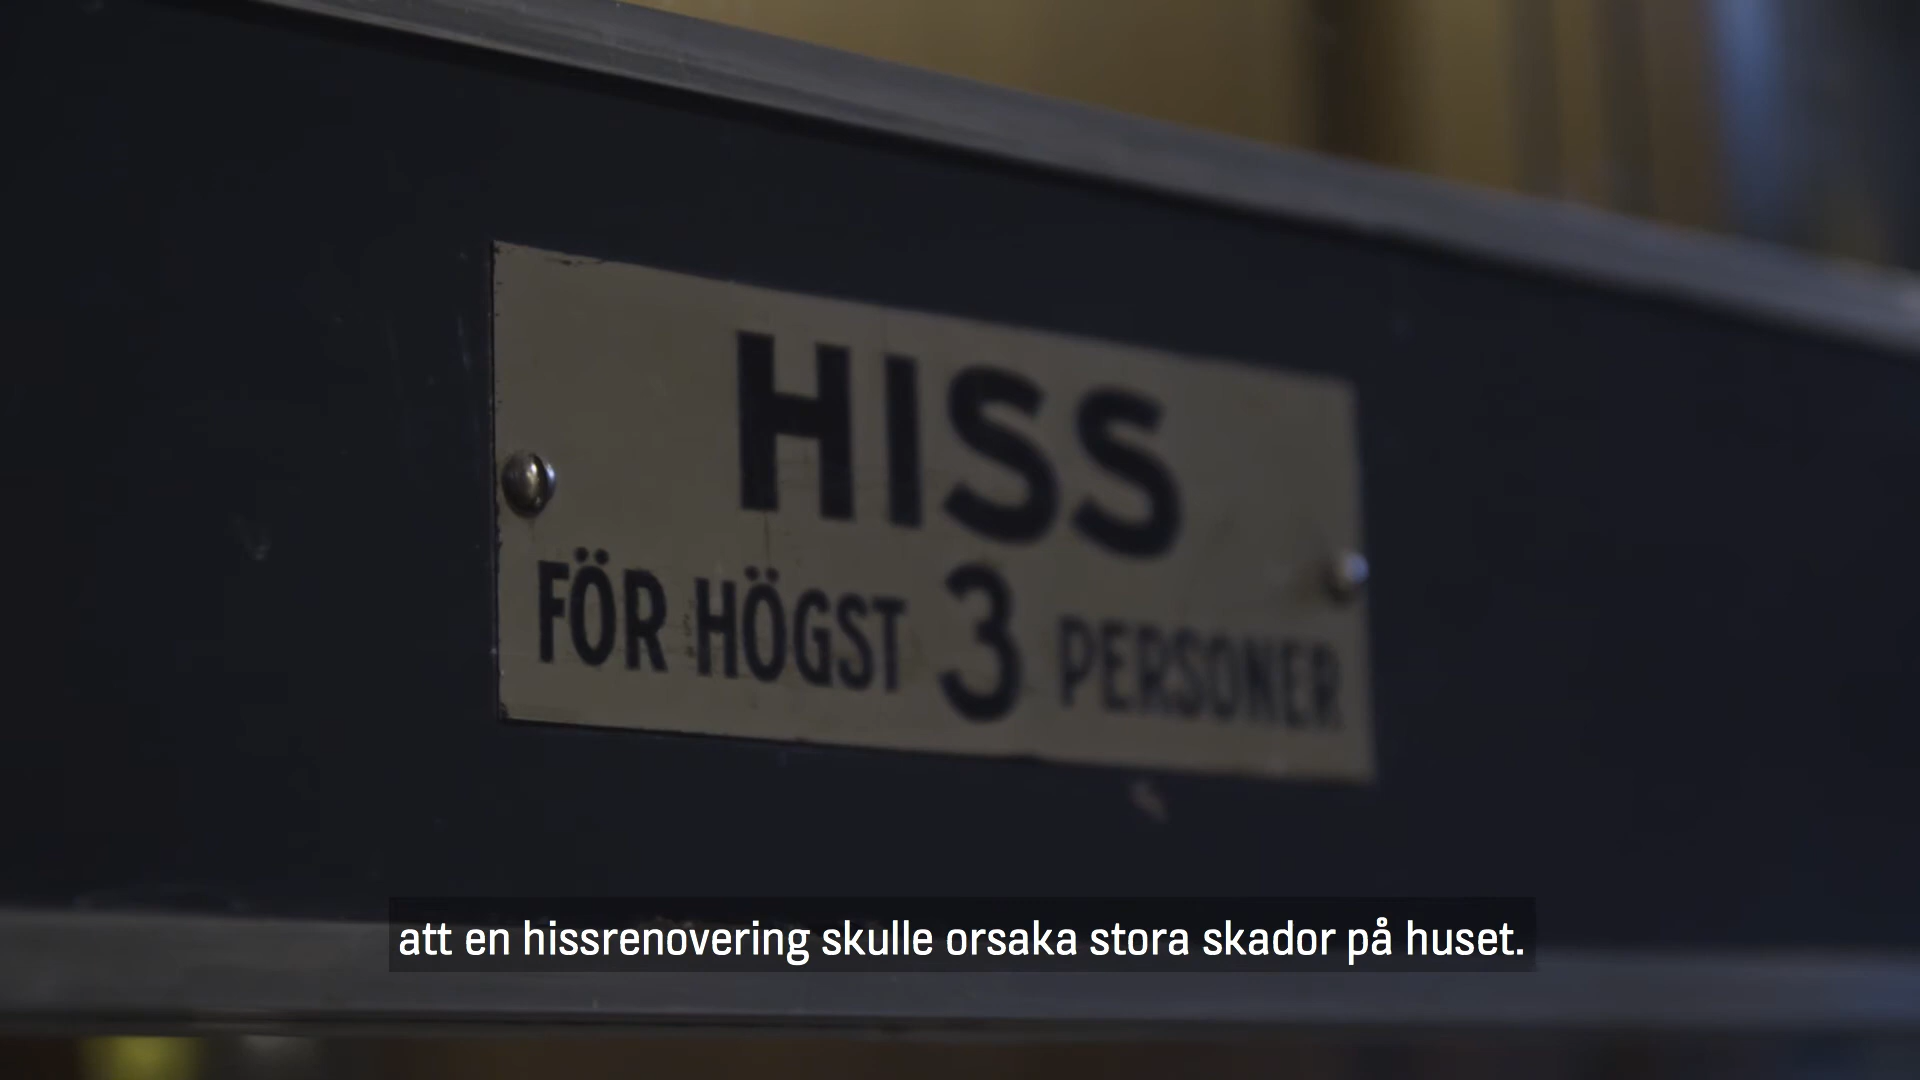 HISS
FÖR HÖGST 3 PERSONER
att en hissrenovering skulle orsaka stora skador på huset.